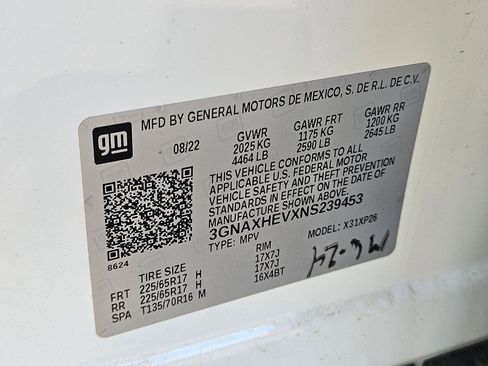 gm
MFD BY GENERAL MOTORS DE MEXICO, S. DE R.L. DE C.V.
08/22 GVWR GAWR FRT GAWR RR
2025 KG 1175 KG 1200 KG
4464 LB 2590 LB 2645 LB
THIS VEHICLE CONFORMS TO ALL
APPLICABLE U.S. FEDERAL MOTOR
VEHICLE SAFETY, BUMPER, AND THEFT
PREVENTION STANDARDS IN EFFECT ON
THE DATE OF MANUFACTURE SHOWN
ABOVE.
3GNAXHEVXNS239453
TYPE: MPV MODEL: X31XP26
8624
TIRE SIZE RIM
FRT 225/65R17 H 17X7J
RR 225/65R17 H 17X7J
SPA T135/70R16 M 16X4BT